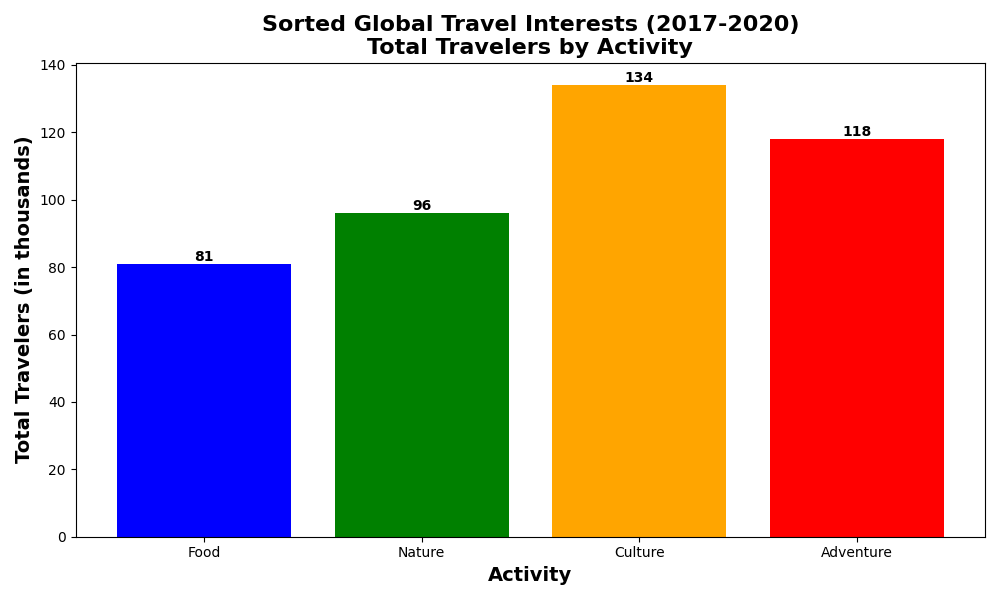 Sorted Global Travel Interests (2017-2020)
Total Travelers by Activity
Total Travelers (in thousands)
140
120
100
80
60
40
20
0
81
96
134
118
Food
Nature
Culture
Adventure
Activity